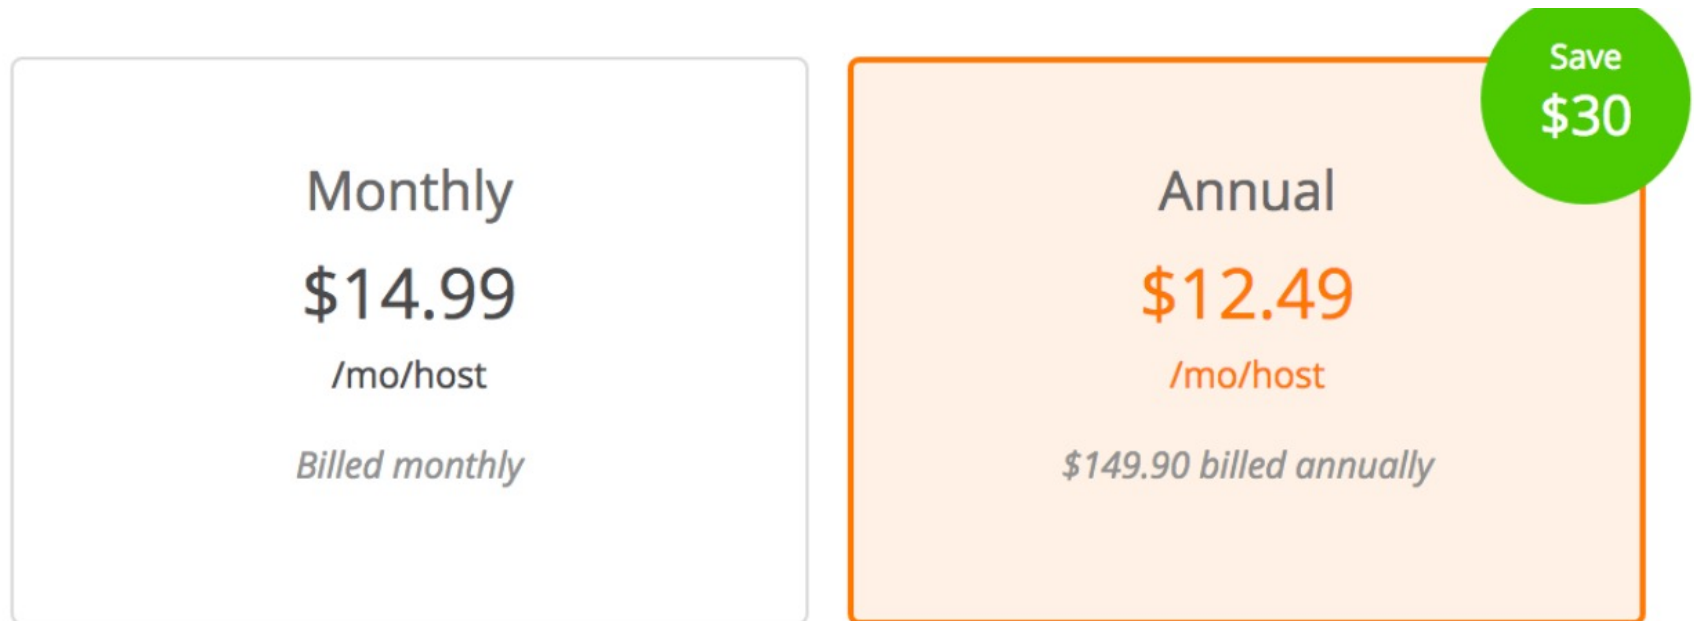 Monthly
$14.99
/mo/host
Billed monthly
Save
$30
Annual
$12.49
/mo/host
$149.90 billed annually